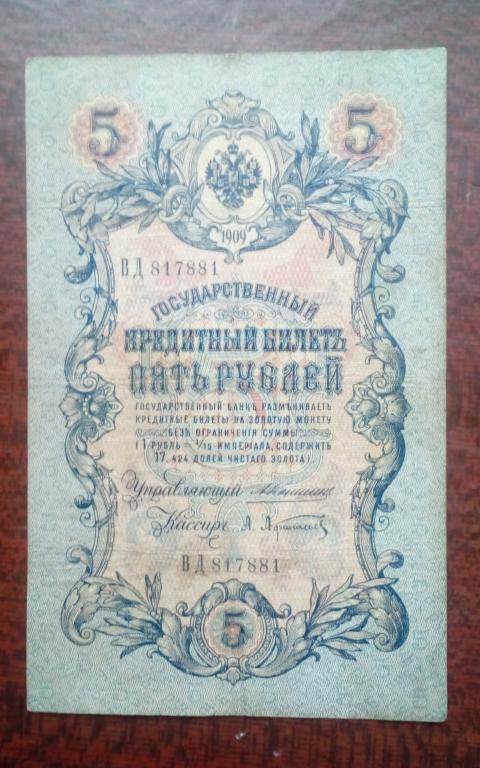 5 5
1909
ВД 817881
ГОСУДАРСТВЕННЫЙ
КРЕДИТНЫЙ БИЛЕТЪ
ПЯТЬ РУБЛЕЙ
ГОСУДАРСТВЕННЫЙ БАНКЪ РАЗМѢНИВАЕТЪ
КРЕДИТНЫЕ БИЛЕТЫ НА ЗОЛОТУЮ МОНЕТУ
БЕЗЪ ОГРАНИЧЕНІЯ СУММЫ
(1 РУБЛЬ = 1/15 ИМПЕРІАЛА, СОДЕРЖИТЪ
17,424 ДОЛЕЙ ЧИСТАГО ЗОЛОТА)
Управляющій
Кассиръ
ВД 817881
5